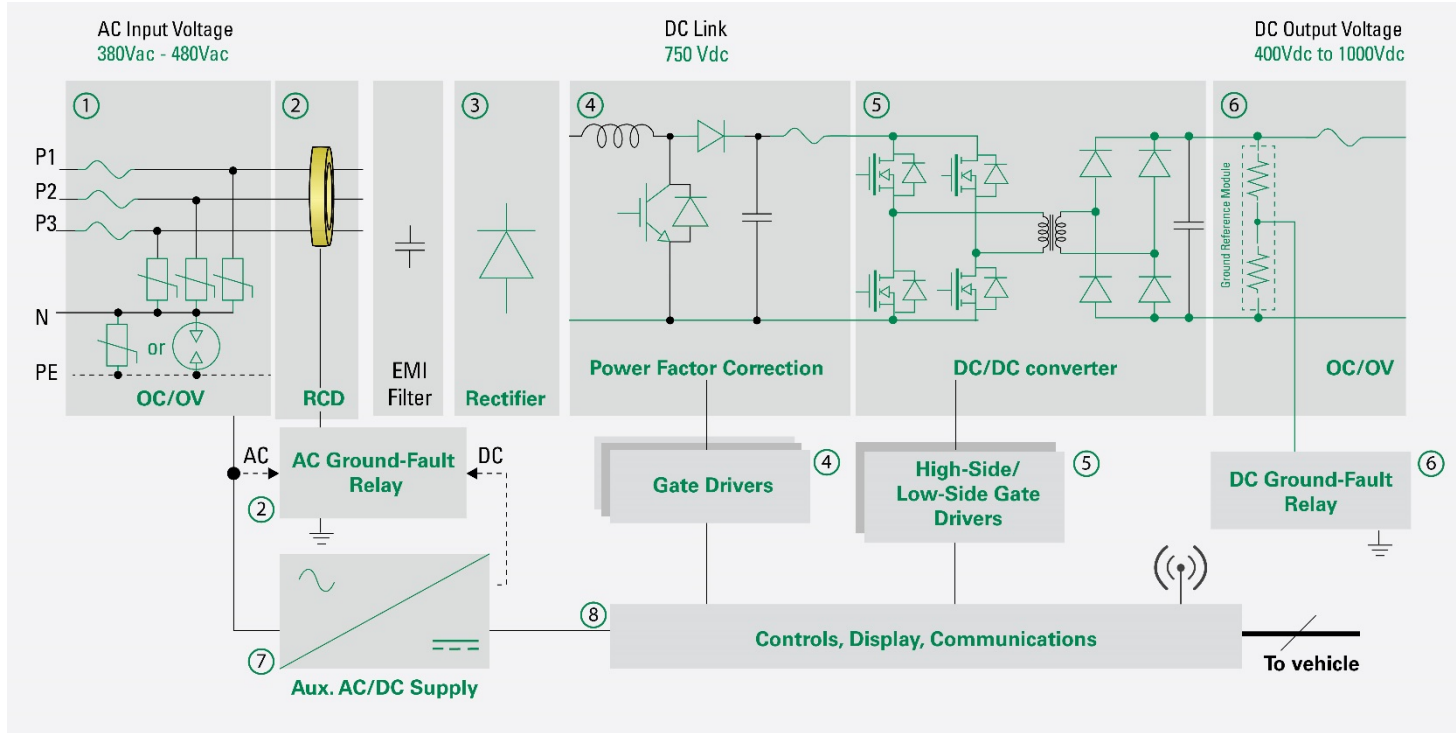 AC Input Voltage
380Vac - 480Vac
DC Link
750 Vdc
DC Output Voltage
400Vdc to 1000Vdc
1
2
3
4
5
6
P1
P2
P3
N
PE
or
OC/OV
RCD
EMI
Filter
Rectifier
Power Factor Correction
DC/DC converter
Ground Reference Module
OC/OV
AC
AC Ground-Fault
Relay
DC
2
Gate Drivers
4
High-Side/
Low-Side Gate
Drivers
5
DC Ground-Fault
Relay
6
7
Aux. AC/DC Supply
8
Controls, Display, Communications
To vehicle